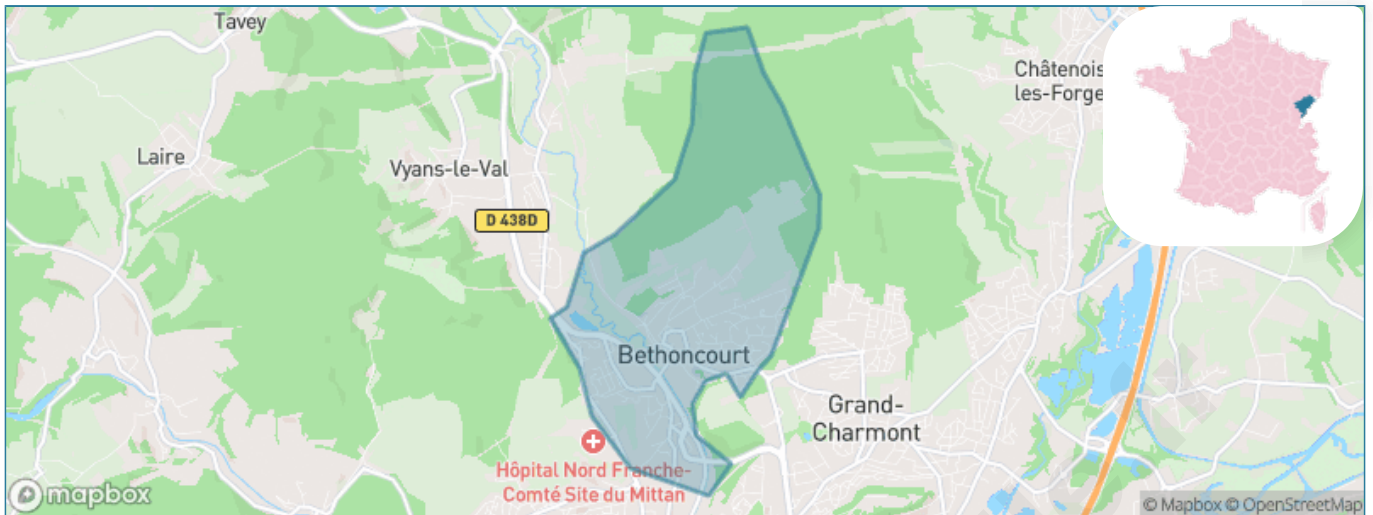 Tavey
Châtenois
les-Forge
Laire
Vyans-le-Val
D 438D
Bethoncourt
Grand-
Charmont
Hôpital Nord Franche-
Comté Site du Mittan
mapbox
© Mapbox © OpenStreetMap